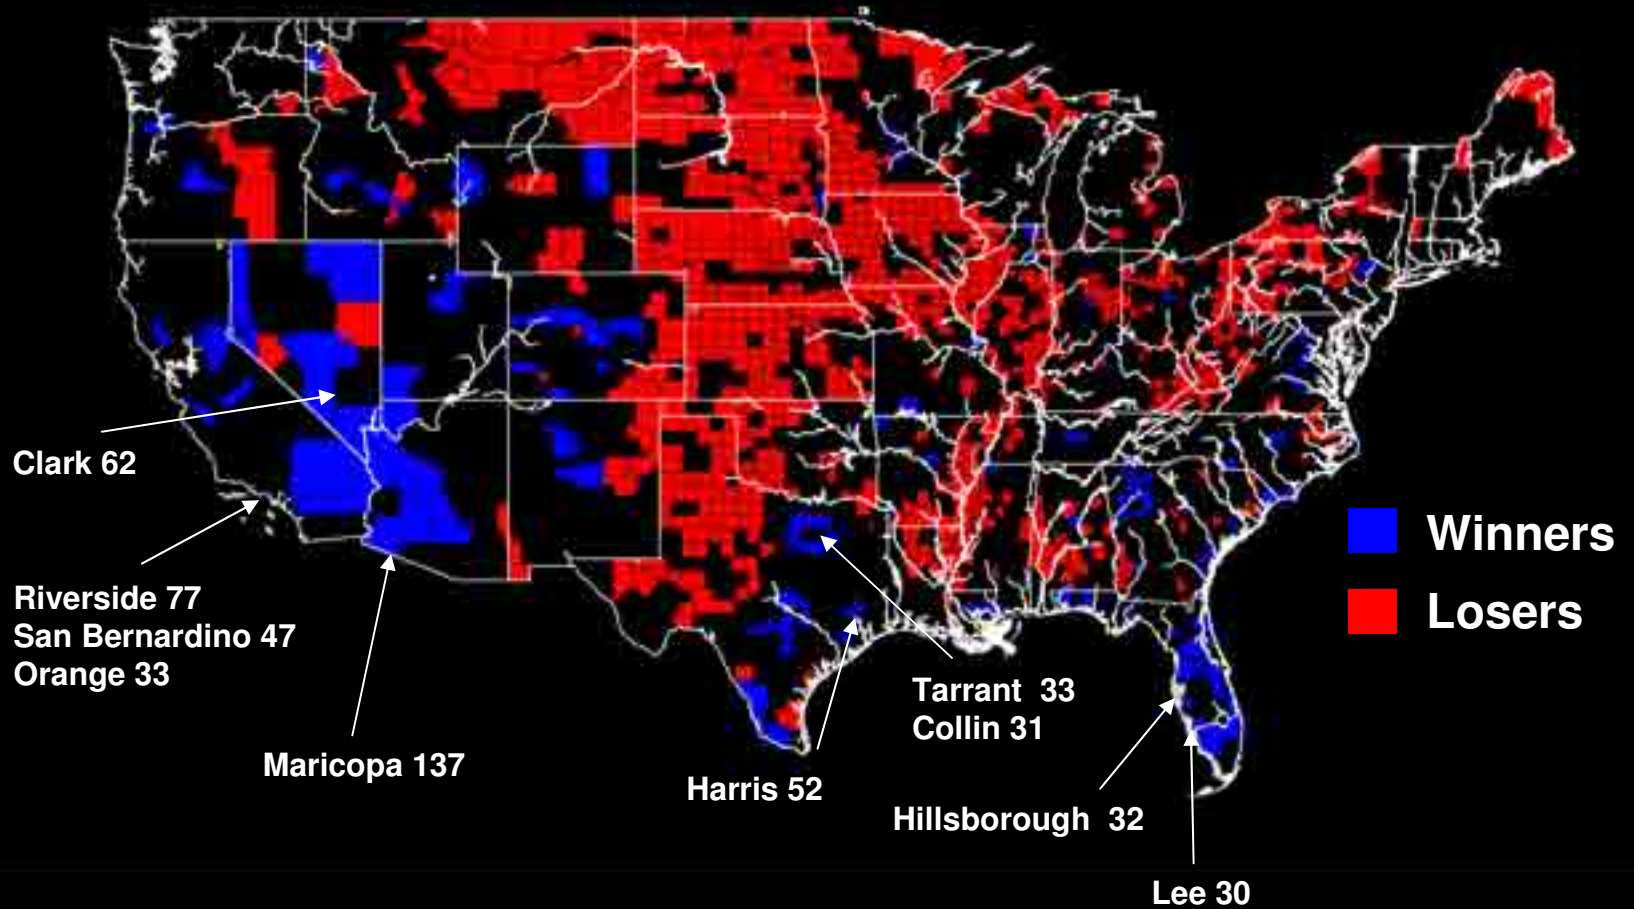 Clark 62
Riverside 77
San Bernardino 47
Orange 33
Maricopa 137
Harris 52
Tarrant  33
Collin 31
Hillsborough  32
Lee 30
Winners
Losers